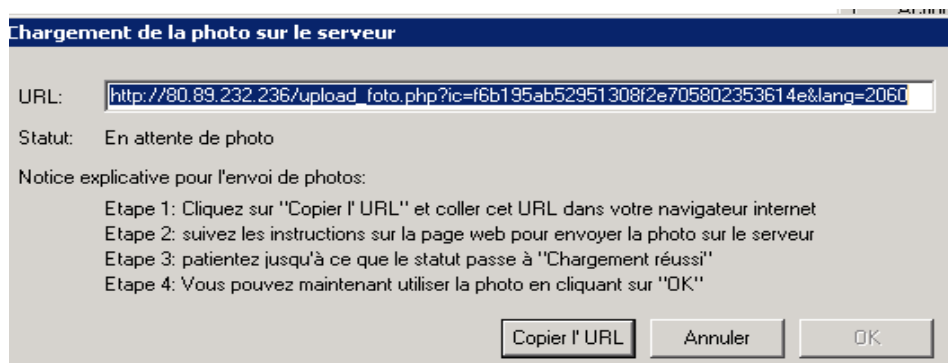 Chargement de la photo sur le serveur
URL: http://80.89.232.236/upload_foto.php?ic=f6b195ab52951308f2e705802353614e&lang=2060
Statut: En attente de photo
Notice explicative pour l'envoi de photos:
Etape 1: Cliquez sur "Copier l' URL" et coller cet URL dans votre navigateur internet
Etape 2: suivez les instructions sur la page web pour envoyer la photo sur le serveur
Etape 3: patientez jusqu'à ce que le statut passe à "Chargement réussi"
Etape 4: Vous pouvez maintenant utiliser la photo en cliquant sur "OK"
Copier l' URL Annuler OK